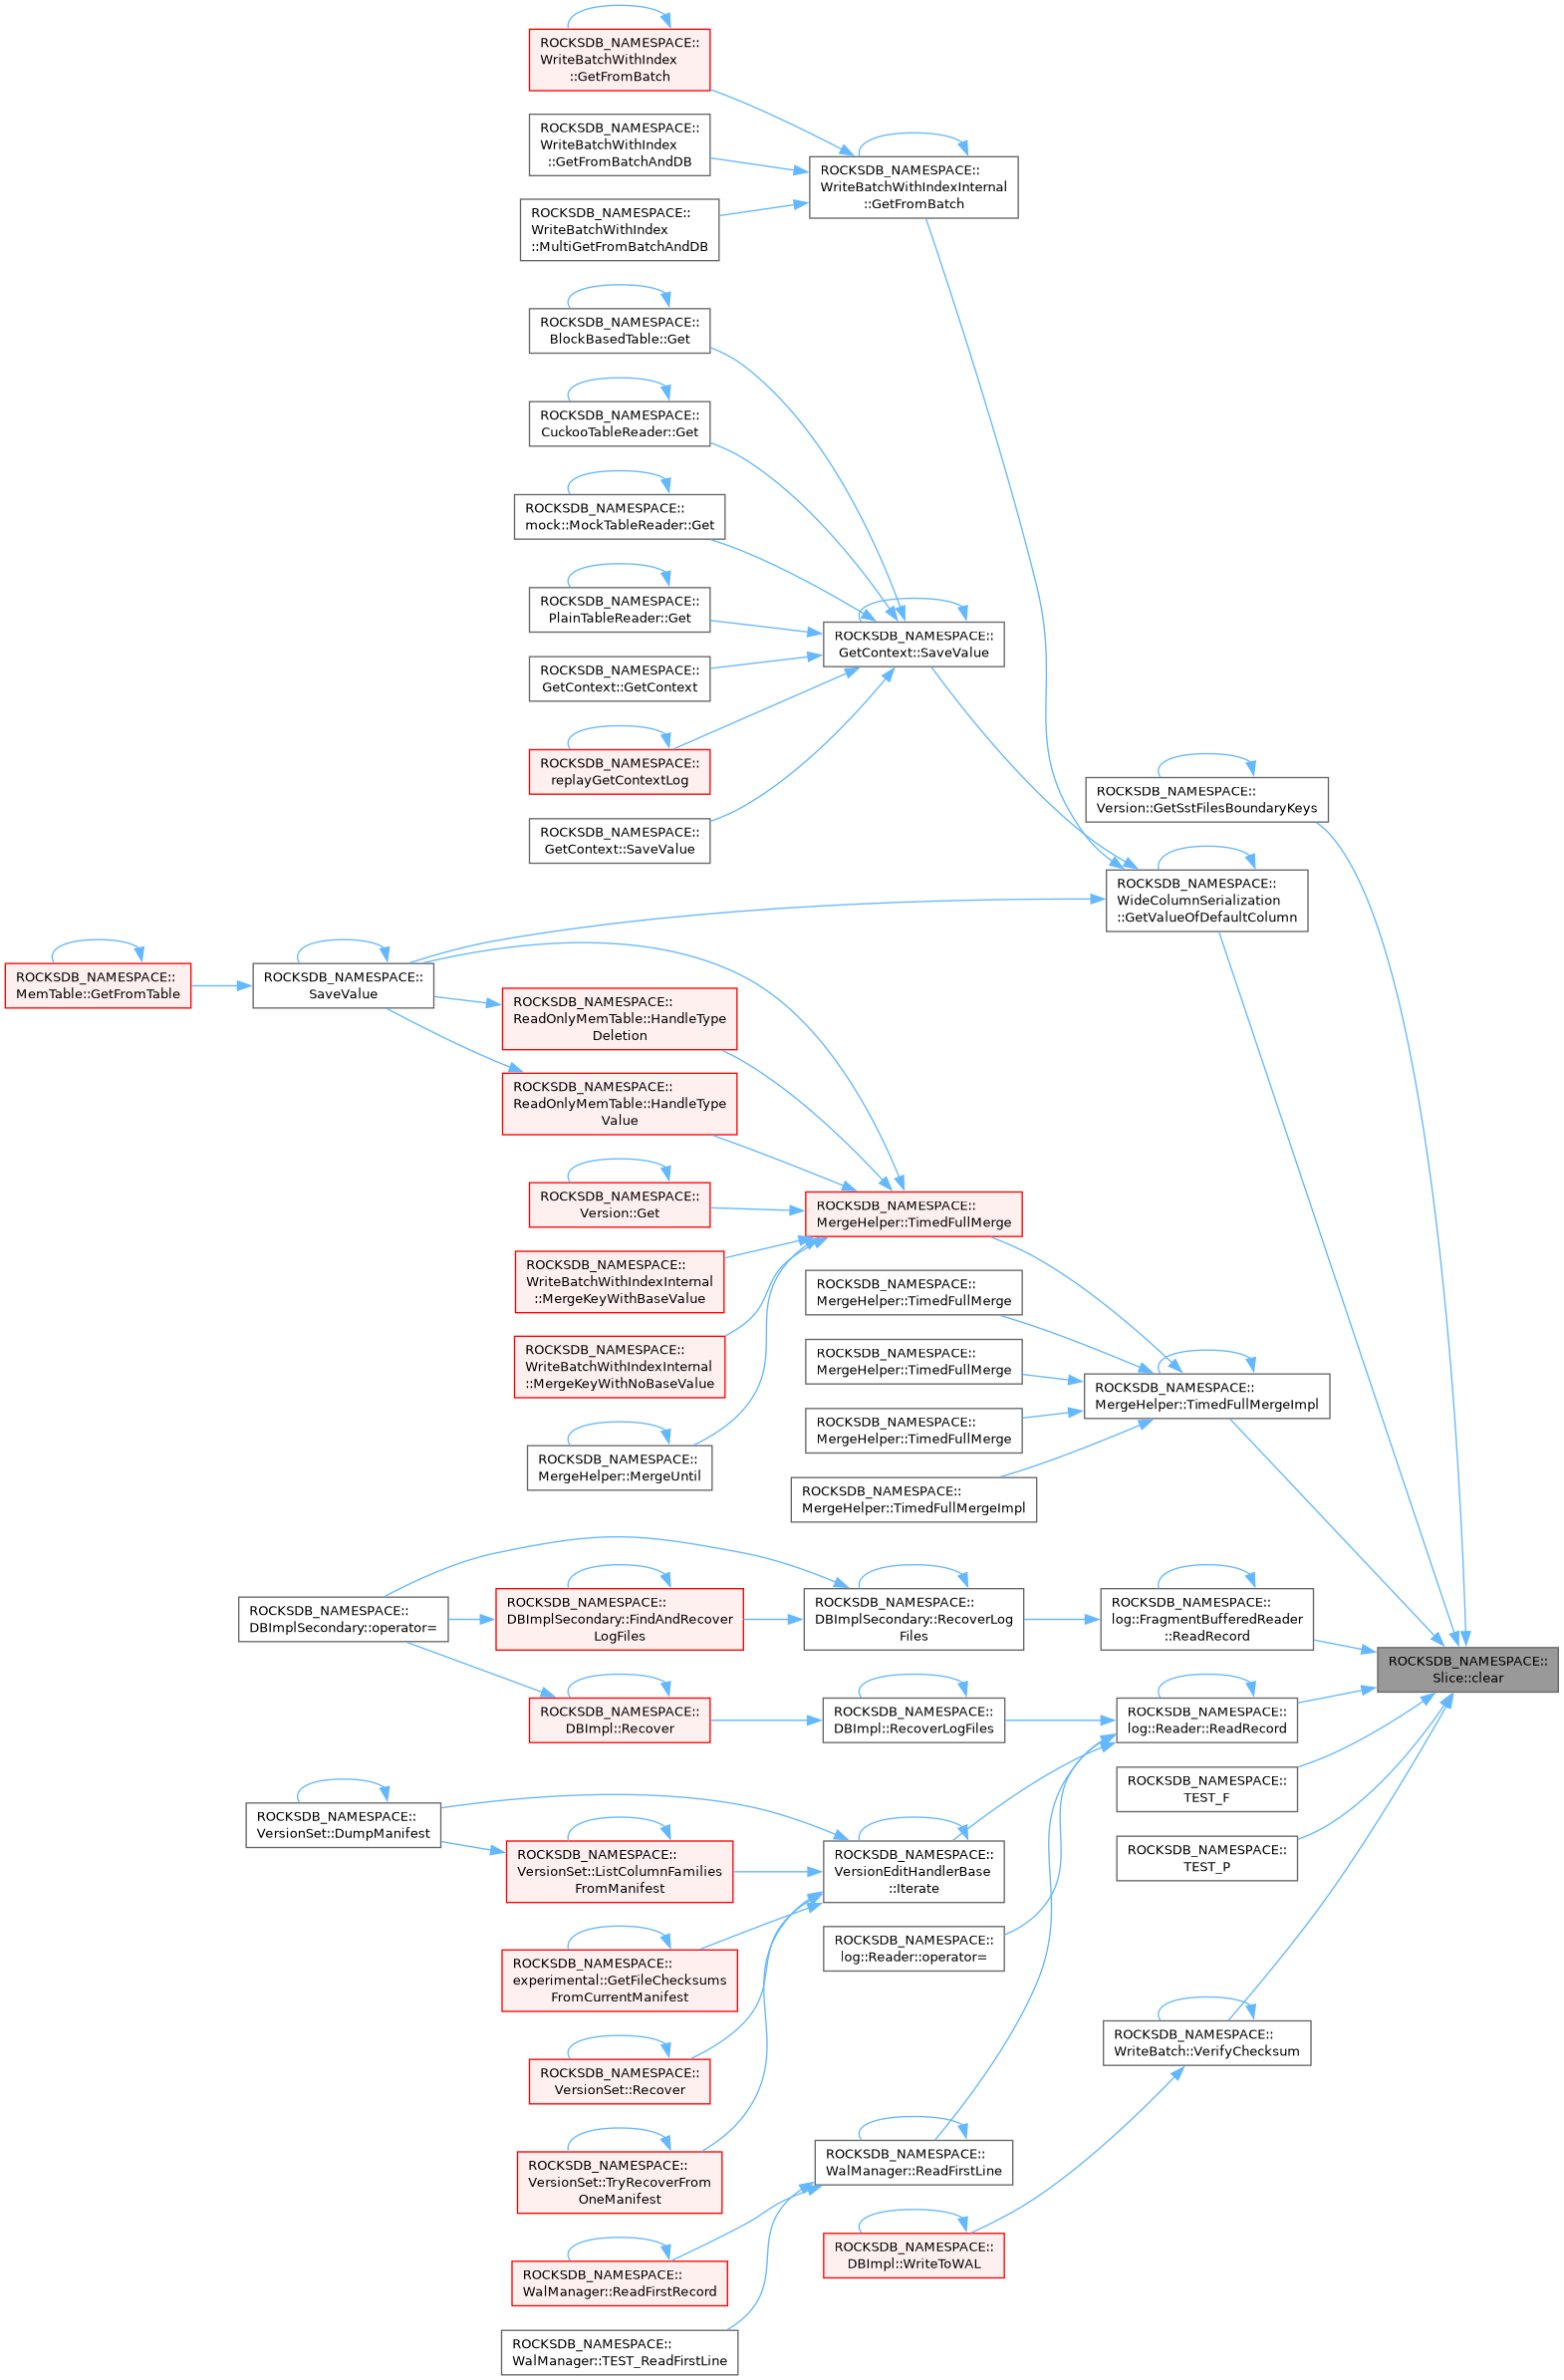 ROCKSDB_NAMESPACE::
WriteBatchWithIndex
::GetFromBatch
ROCKSDB_NAMESPACE::
WriteBatchWithIndex
::GetFromBatchAndDB
ROCKSDB_NAMESPACE::
WriteBatchWithIndexInternal
::GetFromBatch
ROCKSDB_NAMESPACE::
WriteBatchWithIndex
::MultiGetFromBatchAndDB
ROCKSDB_NAMESPACE::
BlockBasedTable::Get
ROCKSDB_NAMESPACE::
CuckooTableReader::Get
ROCKSDB_NAMESPACE::
mock::MockTableReader::Get
ROCKSDB_NAMESPACE::
PlainTableReader::Get
ROCKSDB_NAMESPACE::
GetContext::SaveValue
ROCKSDB_NAMESPACE::
GetContext::GetContext
ROCKSDB_NAMESPACE::
replayGetContextLog
ROCKSDB_NAMESPACE::
Version::GetSstFilesBoundaryKeys
ROCKSDB_NAMESPACE::
GetContext::SaveValue
ROCKSDB_NAMESPACE::
WideColumnSerialization
::GetValueOfDefaultColumn
ROCKSDB_NAMESPACE::
MemTable::GetFromTable
ROCKSDB_NAMESPACE::
SaveValue
ROCKSDB_NAMESPACE::
ReadOnlyMemTable::HandleType
Deletion
ROCKSDB_NAMESPACE::
ReadOnlyMemTable::HandleType
Value
ROCKSDB_NAMESPACE::
Version::Get
ROCKSDB_NAMESPACE::
MergeHelper::TimedFullMerge
ROCKSDB_NAMESPACE::
WriteBatchWithIndexInternal
::MergeKeyWithBaseValue
ROCKSDB_NAMESPACE::
MergeHelper::TimedFullMerge
ROCKSDB_NAMESPACE::
WriteBatchWithIndexInternal
::MergeKeyWithNoBaseValue
ROCKSDB_NAMESPACE::
MergeHelper::TimedFullMerge
ROCKSDB_NAMESPACE::
MergeHelper::TimedFullMergeImpl
ROCKSDB_NAMESPACE::
MergeHelper::TimedFullMerge
ROCKSDB_NAMESPACE::
MergeHelper::MergeUntil
ROCKSDB_NAMESPACE::
MergeHelper::TimedFullMergeImpl
ROCKSDB_NAMESPACE::
DBImplSecondary::operator=
ROCKSDB_NAMESPACE::
DBImplSecondary::FindAndRecover
LogFiles
ROCKSDB_NAMESPACE::
DBImplSecondary::RecoverLog
Files
ROCKSDB_NAMESPACE::
log::FragmentBufferedReader
::ReadRecord
ROCKSDB_NAMESPACE::
Slice::clear
ROCKSDB_NAMESPACE::
DBImpl::Recover
ROCKSDB_NAMESPACE::
DBImpl::RecoverLogFiles
ROCKSDB_NAMESPACE::
log::Reader::ReadRecord
ROCKSDB_NAMESPACE::
TEST_F
ROCKSDB_NAMESPACE::
VersionSet::DumpManifest
ROCKSDB_NAMESPACE::
VersionSet::ListColumnFamilies
FromManifest
ROCKSDB_NAMESPACE::
VersionEditHandlerBase
::Iterate
ROCKSDB_NAMESPACE::
TEST_P
ROCKSDB_NAMESPACE::
experimental::GetFileChecksums
FromCurrentManifest
ROCKSDB_NAMESPACE::
log::Reader::operator=
ROCKSDB_NAMESPACE::
VersionSet::Recover
ROCKSDB_NAMESPACE::
WriteBatch::VerifyChecksum
ROCKSDB_NAMESPACE::
VersionSet::TryRecoverFrom
OneManifest
ROCKSDB_NAMESPACE::
WalManager::ReadFirstLine
ROCKSDB_NAMESPACE::
DBImpl::WriteToWAL
ROCKSDB_NAMESPACE::
WalManager::ReadFirstRecord
ROCKSDB_NAMESPACE::
WalManager::TEST_ReadFirstLine